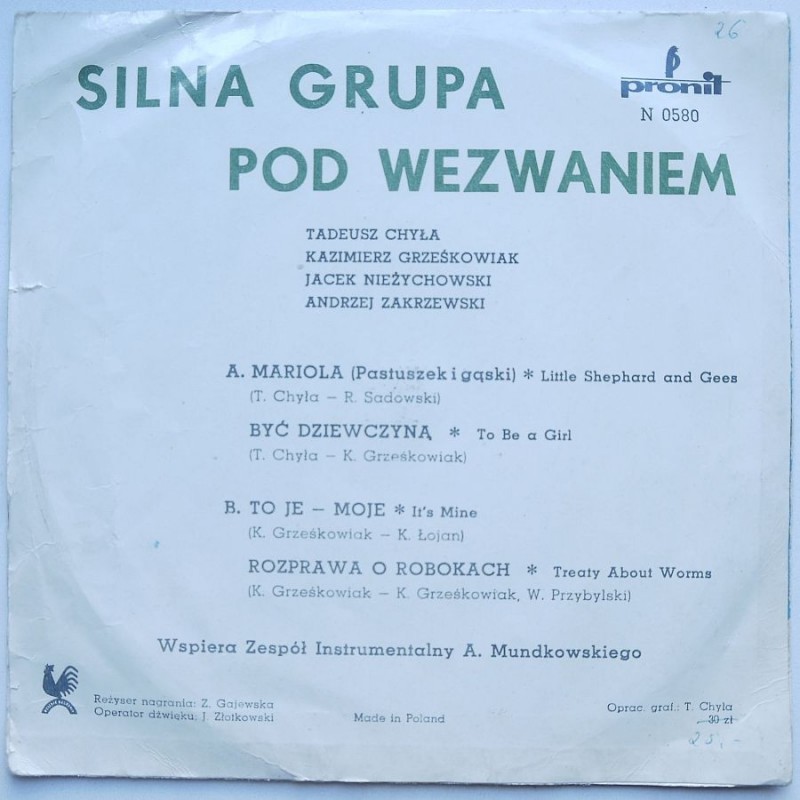 26
SILNA GRUPA
pronit
N 0580
POD WEZWANIEM
TADEUSZ CHYŁA
KAZIMIERZ GRZEŚKOWIAK
JACEK NIEŻYCHOWSKI
ANDRZEJ ZAKRZEWSKI
A. MARIOLA (Pastuszek i gąski) * Little Shephard and Gees
(T. Chyła – R. Sadowski)
BYĆ DZIEWCZYNĄ * To Be a Girl
(T. Chyła – K. Grześkowiak)
B. TO JE – MOJE * It's Mine
(K. Grześkowiak – K. Łojan)
ROZPRAWA O ROBOKACH * Treaty About Worms
(K. Grześkowiak – K. Grześkowiak, W. Przybylski)
Wspiera Zespół Instrumentalny A. Mundkowskiego
Reżyser nagrania: Z. Gajewska
Operator dźwięku: J. Złotkowski
Made in Poland
Oprac. graf.: T. Chyla
30 zł
25,-